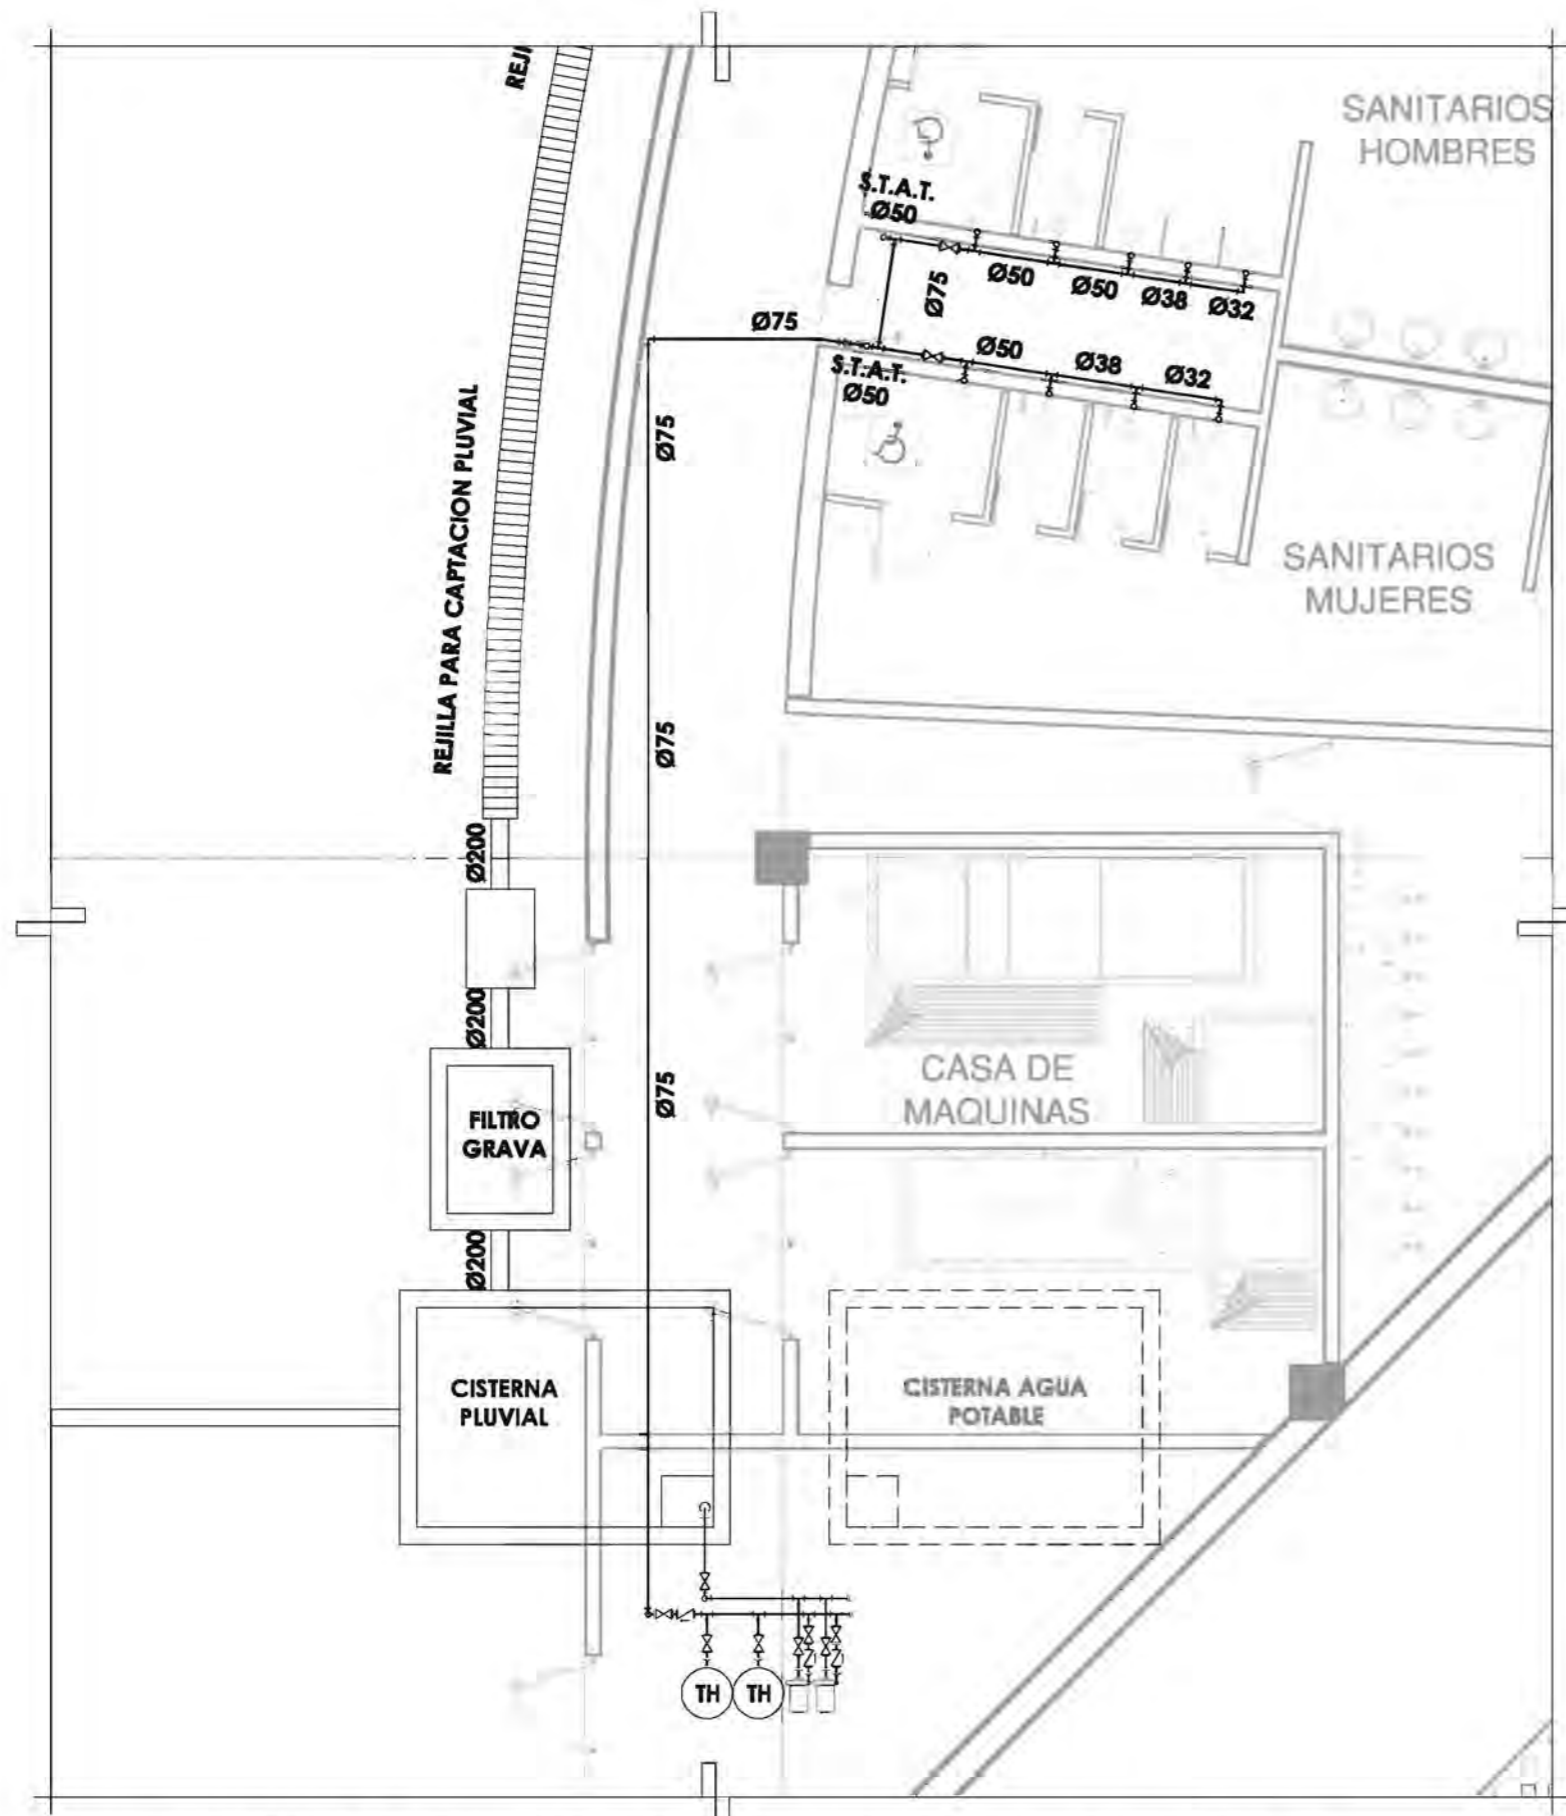 REJI
SANITARIOS
HOMBRES
S.T.A.T.
Ø50
Ø50
Ø50
Ø38
Ø32
Ø75
Ø75
Ø50
Ø38
Ø32
S.T.A.T.
Ø50
Ø75
REJILLA PARA CAPTACION PLUVIAL
SANITARIOS
MUJERES
Ø75
Ø200
Ø200
CASA DE
MAQUINAS
Ø75
FILTRO
GRAVA
Ø200
CISTERNA
PLUVIAL
CISTERNA AGUA
POTABLE
TH
TH